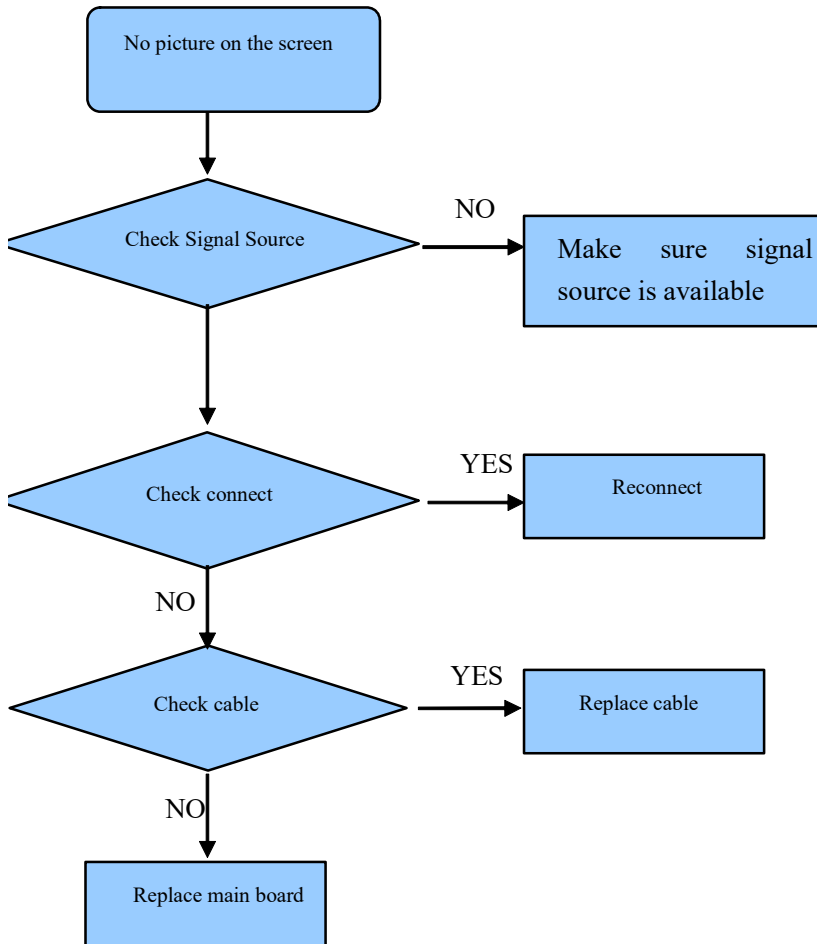 No picture on the screen
Check Signal Source
NO
Make sure signal
source is available
Check connect
YES
Reconnect
NO
Check cable
YES
Replace cable
NO
Replace main board